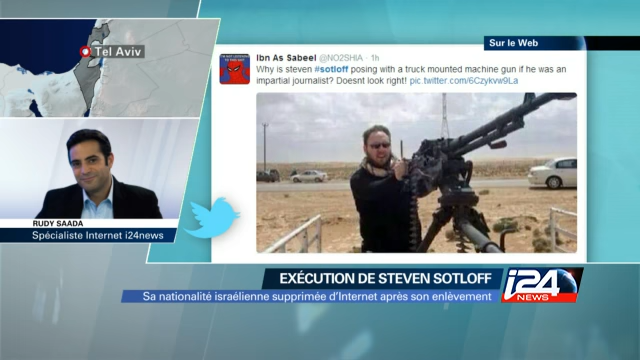 Tel Aviv
Sur le Web
I'M NOT LISTENING
Ibn As Sabeel @NO2SHIA · 1h
Why is steven #sotloff posing with a truck mounted machine gun if he was an
impartial journalist? Doesnt look right! pic.twitter.com/6Czykvw9La
RUDY SAADA
Spécialiste Internet i24news
EXÉCUTION DE STEVEN SOTLOFF
Sa nationalité israélienne supprimée d'Internet après son enlèvement
i24
NEWS